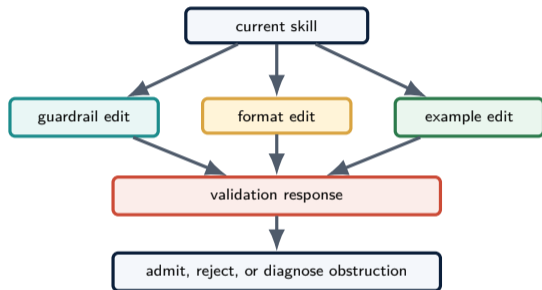 current skill
guardrail edit
format edit
example edit
validation response
admit, reject, or diagnose obstruction